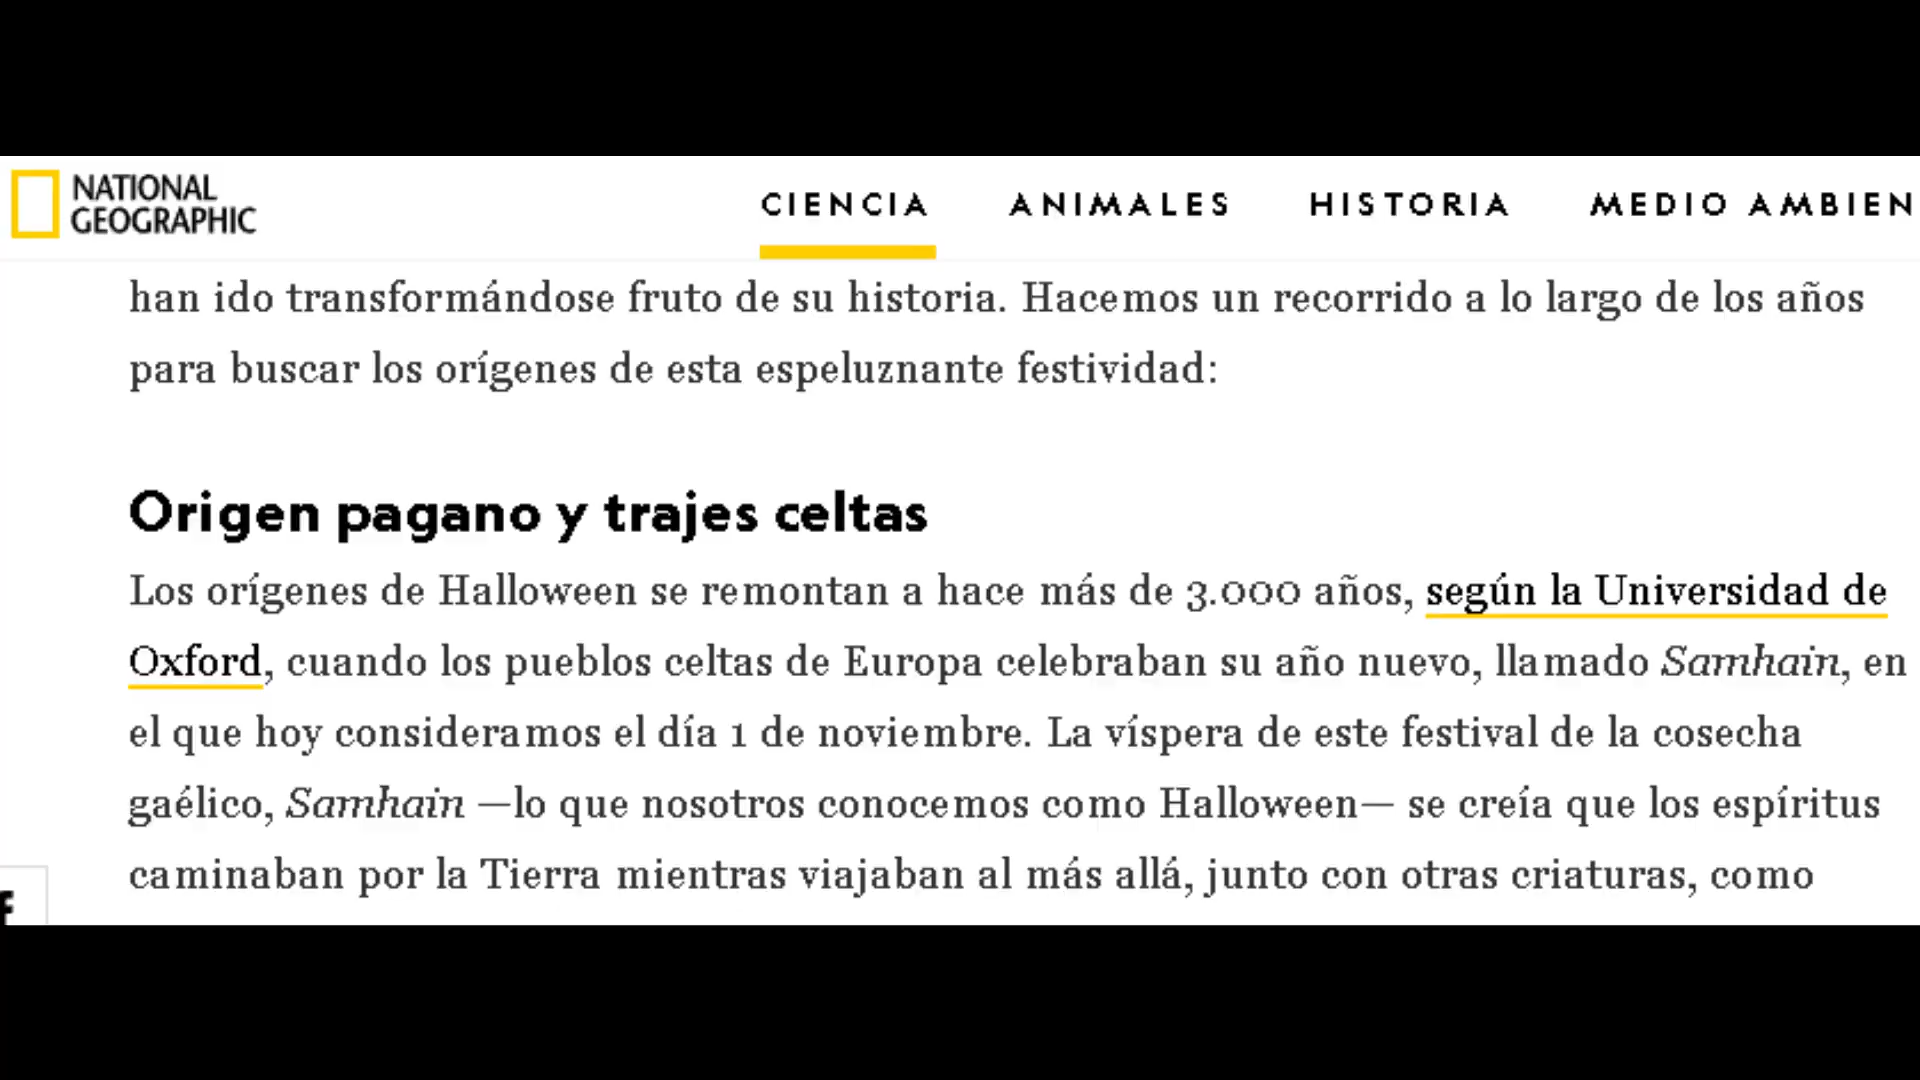 NATIONAL
GEOGRAPHIC
CIENCIA ANIMALES HISTORIA MEDIO AMBIEN
han ido transformándose fruto de su historia. Hacemos un recorrido a lo largo de los años
para buscar los orígenes de esta espeluznante festividad:
Origen pagano y trajes celtas
Los orígenes de Halloween se remontan a hace más de 3.000 años, según la Universidad de
Oxford, cuando los pueblos celtas de Europa celebraban su año nuevo, llamado Samhain, en
el que hoy consideramos el día 1 de noviembre. La víspera de este festival de la cosecha
gaélico, Samhain —lo que nosotros conocemos como Halloween— se creía que los espíritus
caminaban por la Tierra mientras viajaban al más allá, junto con otras criaturas, como